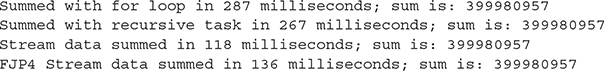 Summed with for loop in 287 milliseconds; sum is: 399980957
Summed with recursive task in 267 milliseconds; sum is: 399980957
Stream data summed in 118 milliseconds; sum is: 399980957
FJP4 Stream data summed in 136 milliseconds; sum is: 399980957